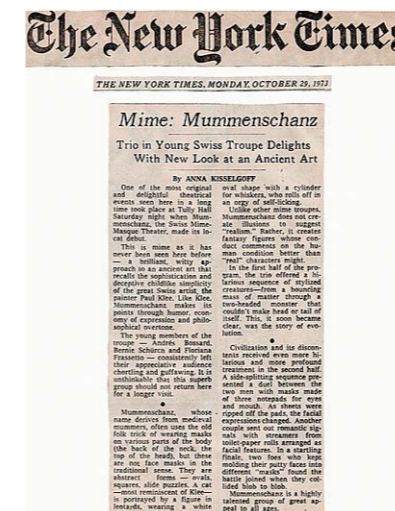 The New York Times
THE NEW YORK TIMES, MONDAY, OCTOBER 29, 1973
Mime: Mummenschanz
Trio in Young Swiss Troupe Delights
With New Look at an Ancient Art
By ANNA KISSELGOFF
One of the most original
and delightful theatrical
events seen here in a long
time took place at Tully Hall
Saturday night when Mum-
menschanz, the Swiss Mime-
Masque Theater, made its lo-
cal debut.
This is mime as it has
never been seen here before
— a brilliant, witty ap-
proach to an ancient art that
recalls the sophistication and
deceptive childlike simplicity
of the great Swiss artist, the
painter Paul Klee. Like Klee,
Mummenschanz makes its
points through humor, econ-
omy of expression and philo-
sophical overtone.
The young members of the
troupe — Andrés Bossard,
Bernie Schürch and Floriana
Frassetto — consistently left
their appreciative audience
chortling and guffawing. It is
unthinkable that this superb
group should not return here
for a longer visit.
•
Mummenschanz, whose
name derives from medieval
mummers, often uses the old
folk trick of wearing masks
on various parts of the body
(the back of the neck, the
top of the head), but these
are not face masks in the
traditional sense. They are
abstract forms — ovals,
squares, slide puzzles. A cat
—most reminiscent of Klee—
is portrayed by a figure in
leotards, wearing a white
oval shape with a cylinder
for whiskers, who rolls off in
an orgy of self-licking.
Unlike other mime troupes,
Mummenschanz does not cre-
ate illusions to suggest
"realism." Rather, it creates
fantasy figures whose con-
duct comments on the hu-
man condition better than
"real" characters might.
In the first half of the pro-
gram, the trio offered a hi-
larious sequence of stylized
creatures—from a bouncing
mass of matter through a
two-headed monster that
couldn't make head or tail of
itself. This, it soon became
clear, was the story of evo-
lution.
•
Civilization and its discon-
tents received even more hi-
larious and more profound
treatment in the second half.
A side-splitting sequence pre-
sented a duel between the
two men with masks made
of three notepads for eyes
and mouth. As sheets were
ripped off the pads, the facial
expressions changed. Another
couple sent out romantic sig-
nals with streamers from
toilet-paper rolls arranged as
facial features. In a startling
finale, two foes who kept
molding their putty faces into
different "masks" found the
battle joined when they col-
lided blob to blob.
Mummenschanz is a highly
talented group of great ap-
peal to all ages.